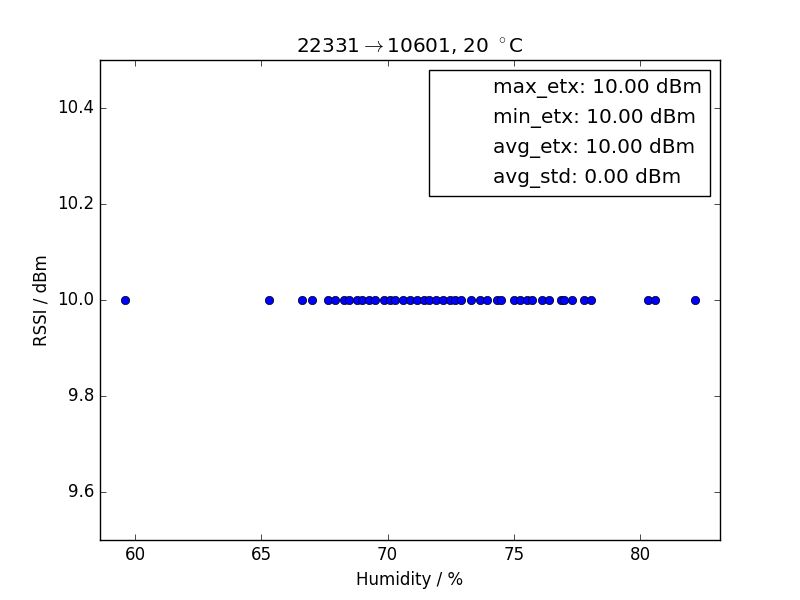 22331→10601, 20 °C
max_etx: 10.00 dBm
min_etx: 10.00 dBm
avg_etx: 10.00 dBm
avg_std: 0.00 dBm
10.4
10.2
10.0
9.8
9.6
RSSI / dBm
60 65 70 75 80
Humidity / %